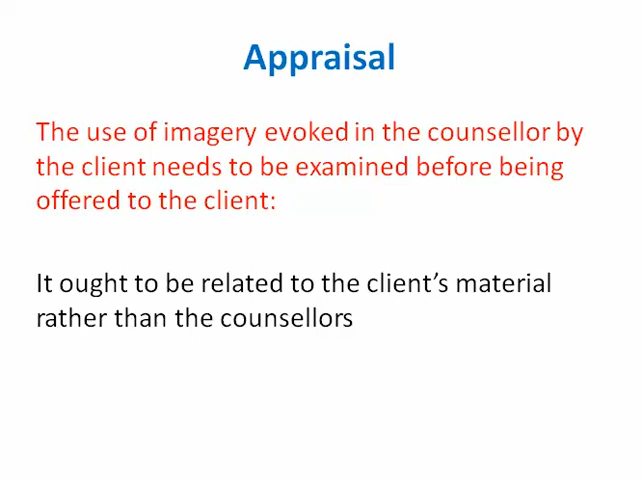 Appraisal
The use of imagery evoked in the counsellor by
the client needs to be examined before being
offered to the client:
It ought to be related to the client’s material
rather than the counsellors